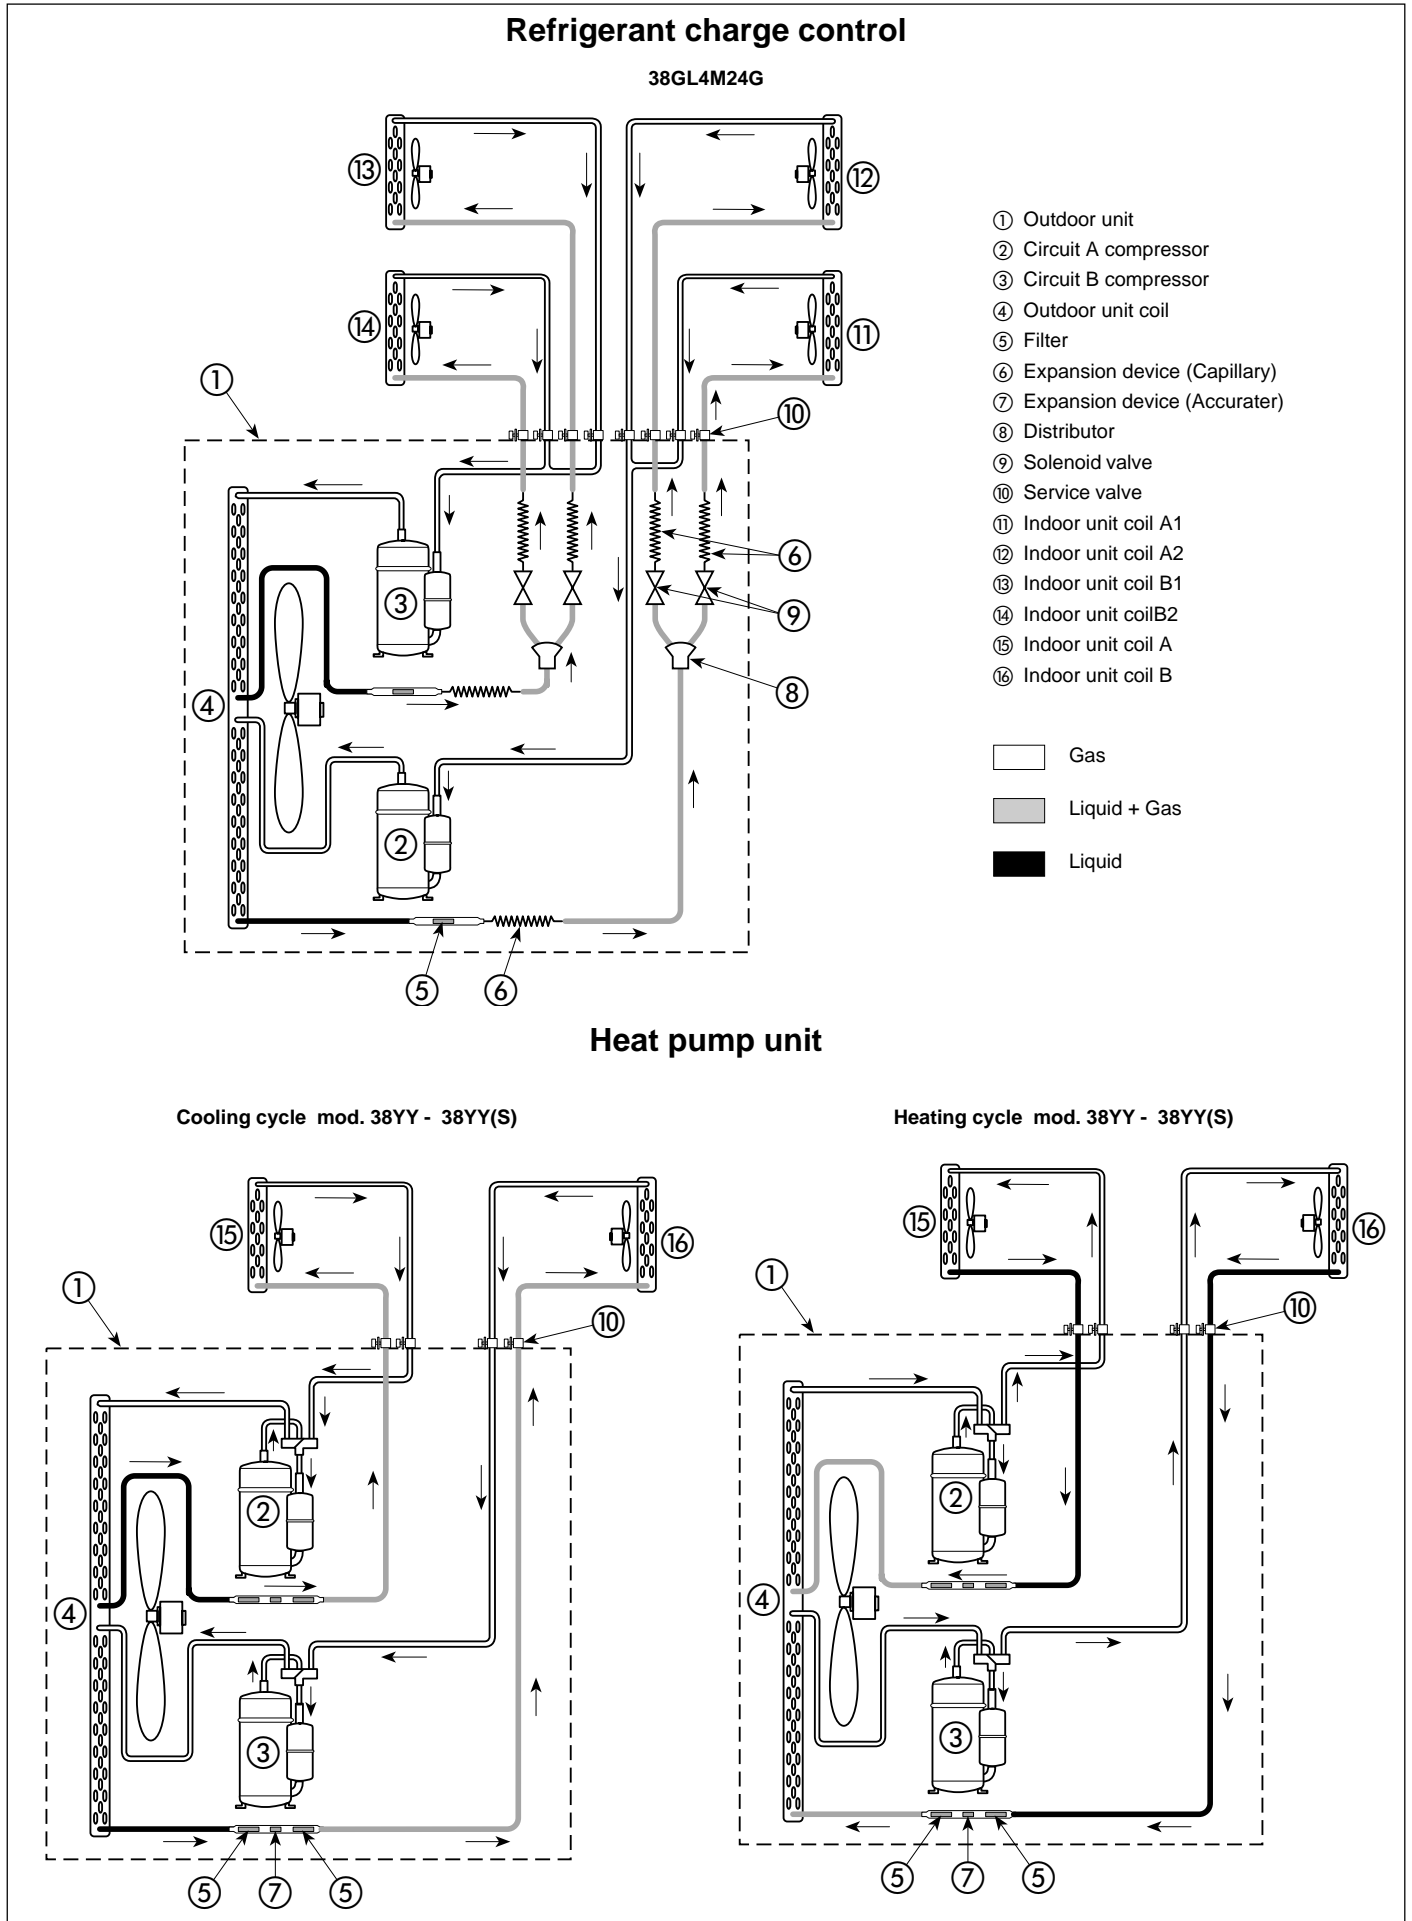 Refrigerant charge control
38GL4M24G
⑬
⑫
⑭
⑪
①
⑩
③
⑥
⑨
④
⑧
②
⑤
⑥
① Outdoor unit
② Circuit A compressor
③ Circuit B compressor
④ Outdoor unit coil
⑤ Filter
⑥ Expansion device (Capillary)
⑦ Expansion device (Accurater)
⑧ Distributor
⑨ Solenoid valve
⑩ Service valve
⑪ Indoor unit coil A1
⑫ Indoor unit coil A2
⑬ Indoor unit coil B1
⑭ Indoor unit coilB2
⑮ Indoor unit coil A
⑯ Indoor unit coil B
Gas
Liquid + Gas
Liquid
Heat pump unit
Cooling cycle mod. 38YY - 38YY(S)
⑮
⑯
①
⑩
②
④
③
⑤
⑦
⑤
Heating cycle mod. 38YY - 38YY(S)
⑮
⑯
①
⑩
②
④
③
⑤
⑦
⑤